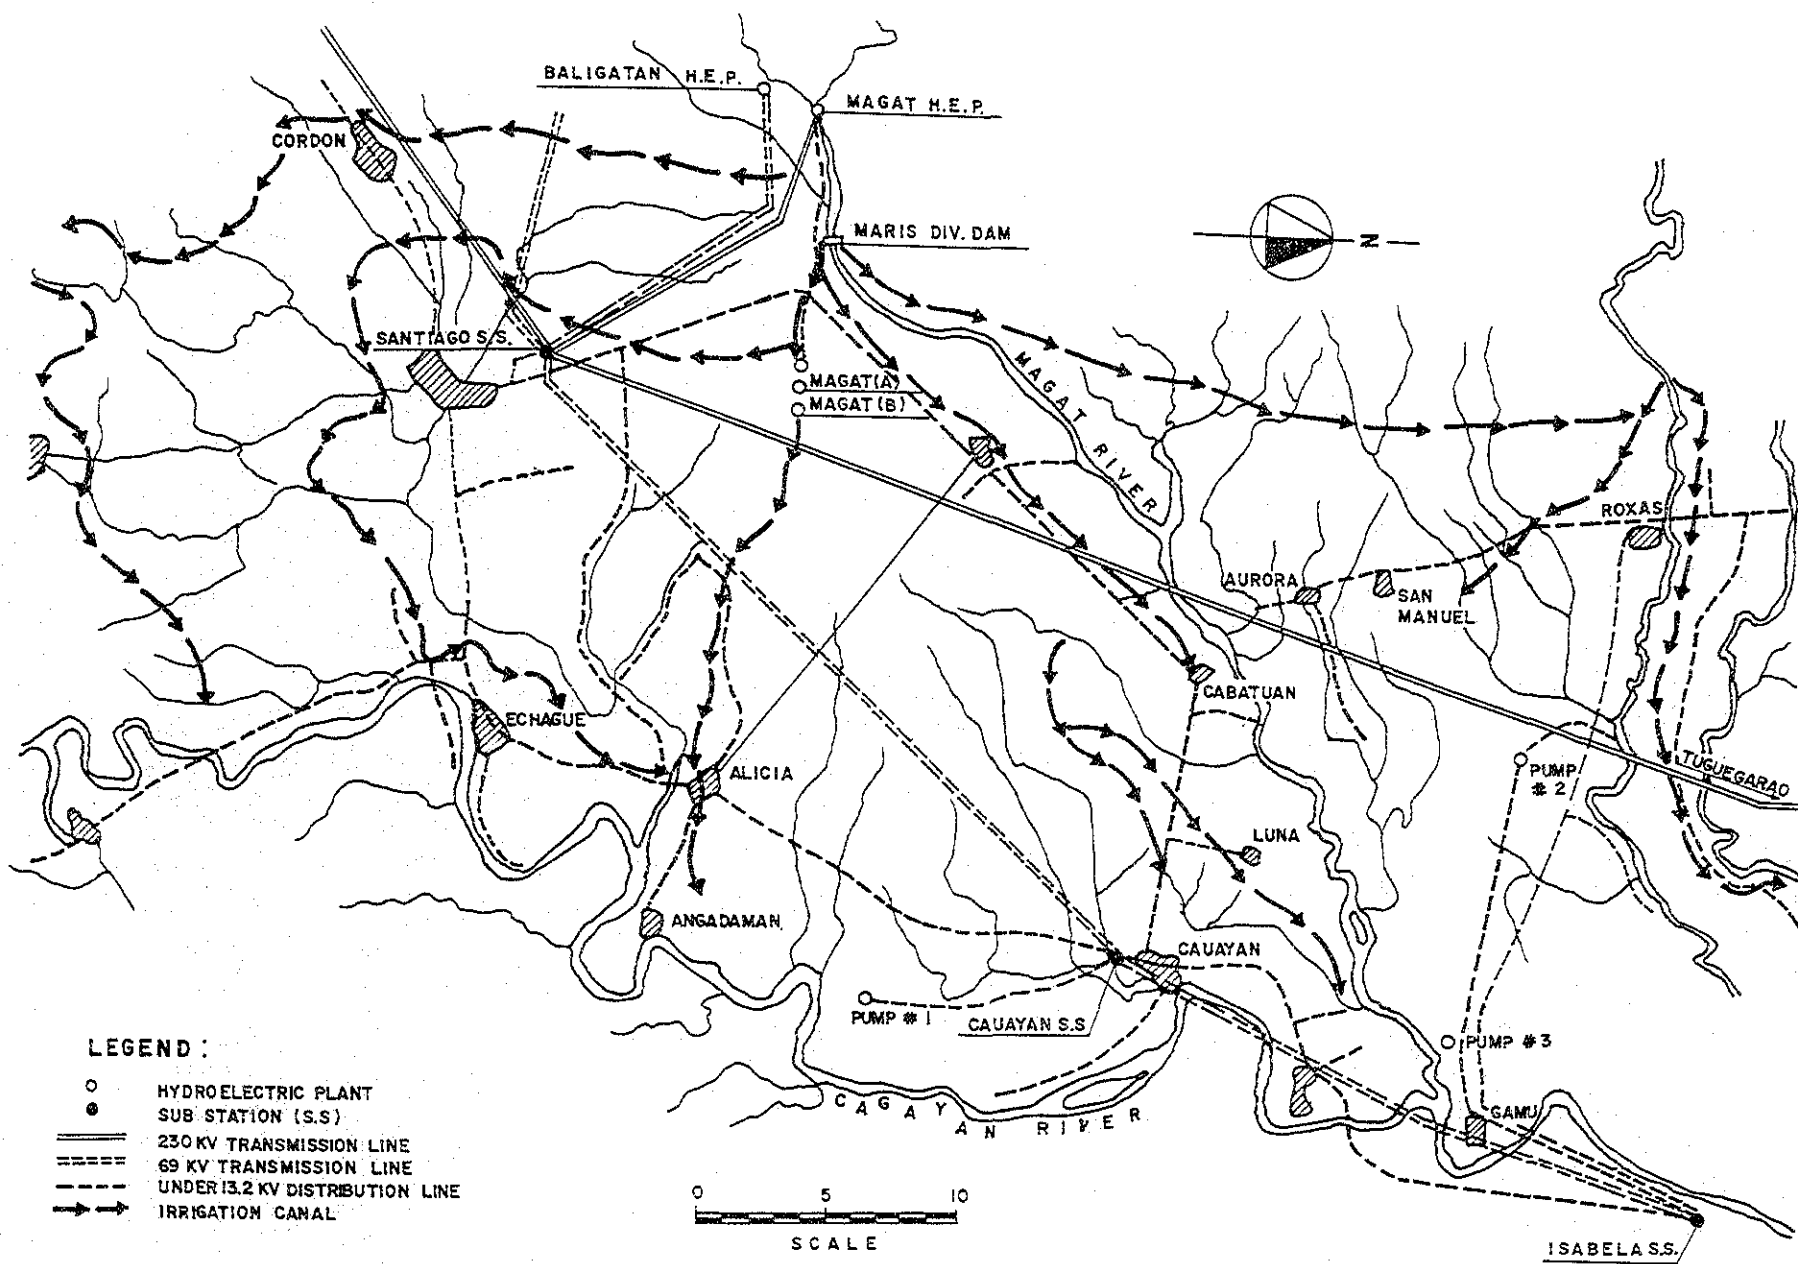 BALIGATAN H.E.P.
MAGAT H.E.P.
CORDON
MARIS DIV. DAM
N
SANTIAGO S.S.
MAGAT(A)
MAGAT(B)
MAGAT RIVER
ROXAS
AURORA
SAN
MANUEL
CABATUAN
ECHAGUE
ALICIA
TUGUEGARAO
PUMP
# 2
LUNA
ANGADAMAN
CAUAYAN
PUMP # 1
CAUAYAN S.S
PUMP #3
CAGAYAN RIVER
GAMU
LEGEND :
HYDROELECTRIC PLANT
SUB STATION (S.S)
230 KV TRANSMISSION LINE
69 KV TRANSMISSION LINE
UNDER 13.2 KV DISTRIBUTION LINE
IRRIGATION CANAL
0 5 10
SCALE
ISABELA S.S.